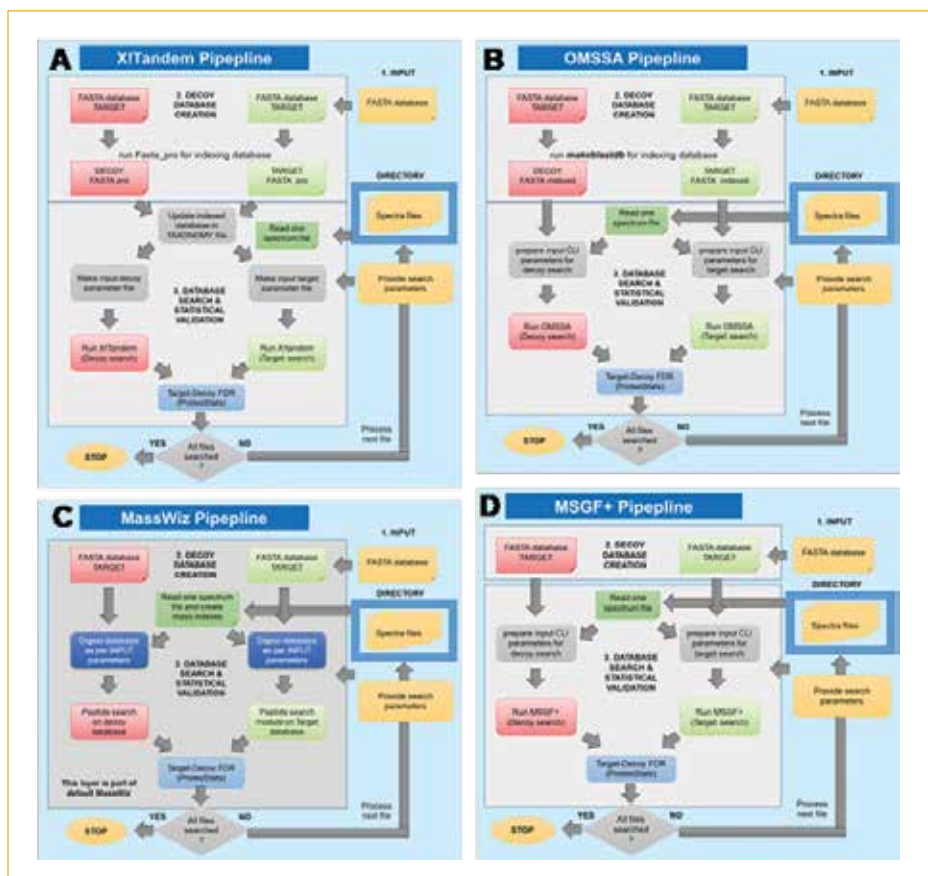 A
X!Tandem Pipepline
1. INPUT
FASTA database
TARGET
2. DECOY
DATABASE
CREATION
FASTA database
TARGET
FASTA database
run Fasta_pro for indexing database
DECOY
FASTA pro
TARGET
FASTA pro
DIRECTORY
Update indexed
database in
TAXONOMY file
Read one
spectrum file
Spectra files
Make input decoy
parameter file
Make input target
parameter file
Provide search
parameters
3. DATABASE
SEARCH &
STATISTICAL
VALIDATION
Run X!Tandem
(Decoy search)
Run X!Tandem
(Target search)
Target-Decoy FDR
(ProteoStats)
Process
next file
YES
NO
STOP
All files
searched
?
B
OMSSA Pipepline
1. INPUT
FASTA database
TARGET
2. DECOY
DATABASE
CREATION
FASTA database
TARGET
FASTA database
run makeblastdb for indexing database
DECOY
FASTA indexed
TARGET
FASTA indexed
DIRECTORY
Read one
spectrum file
Spectra files
prepare input CLI
parameters for
decoy search
prepare input CLI
parameters for
target search
Provide search
parameters
3. DATABASE
SEARCH &
STATISTICAL
VALIDATION
Run OMSSA
(Decoy search)
Run OMSSA
(Target search)
Target-Decoy FDR
(ProteoStats)
Process
next file
YES
NO
STOP
All files
searched
?
C
MassWiz Pipepline
1. INPUT
FASTA database
TARGET
2. DECOY
DATABASE
CREATION
FASTA database
TARGET
FASTA database
DIRECTORY
Read one spectrum
file and create
mass indexes
Spectra files
Digest database
as per INPUT
parameters
Digest database
as per INPUT
parameters
3. DATABASE
SEARCH &
STATISTICAL
VALIDATION
Provide search
parameters
Peptide search
on decoy
database
Peptide search
module on Target
database
Target-Decoy FDR
(ProteoStats)
This layer is part of
default MassWiz
Process
next file
YES
NO
STOP
All files
searched
?
D
MSGF+ Pipepline
1. INPUT
FASTA database
TARGET
2. DECOY
DATABASE
CREATION
FASTA database
TARGET
FASTA database
DIRECTORY
Read one
spectrum file
Spectra files
prepare input CLI
parameters for
decoy search
prepare input CLI
parameters for
target search
3. DATABASE
SEARCH &
STATISTICAL
VALIDATION
Provide search
parameters
Run MSGF+
(Decoy search)
Run MSGF+
(Target search)
Target-Decoy FDR
(ProteoStats)
Process
next file
YES
NO
STOP
All files
searched
?